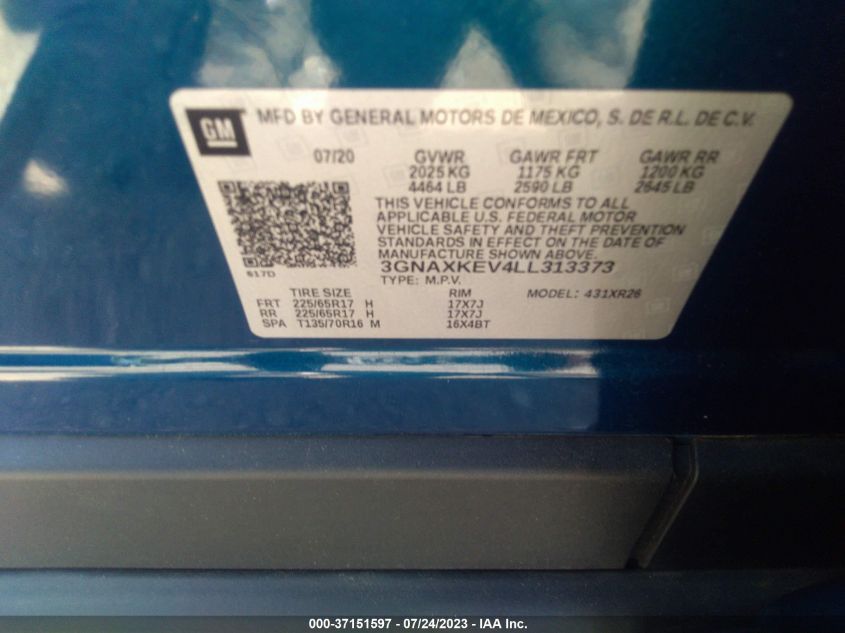 GM MFD BY GENERAL MOTORS DE MEXICO, S. DE R.L. DE C.V.
07/20 GVWR GAWR FRT GAWR RR
2025 KG 1175 KG 1200 KG
4464 LB 2590 LB 2645 LB
THIS VEHICLE CONFORMS TO ALL
APPLICABLE U.S. FEDERAL MOTOR
VEHICLE SAFETY AND THEFT PREVENTION
STANDARDS IN EFFECT ON THE DATE OF
MANUFACTURE SHOWN ABOVE.
617D 3GNAXKEV4LL313373
TYPE: M.P.V.
TIRE SIZE RIM MODEL: 431XR26
FRT 225/65R17 H 17X7J
RR 225/65R17 H 17X7J
SPA T135/70R16 M 16X4BT
000-37151597 - 07/24/2023 - IAA Inc.